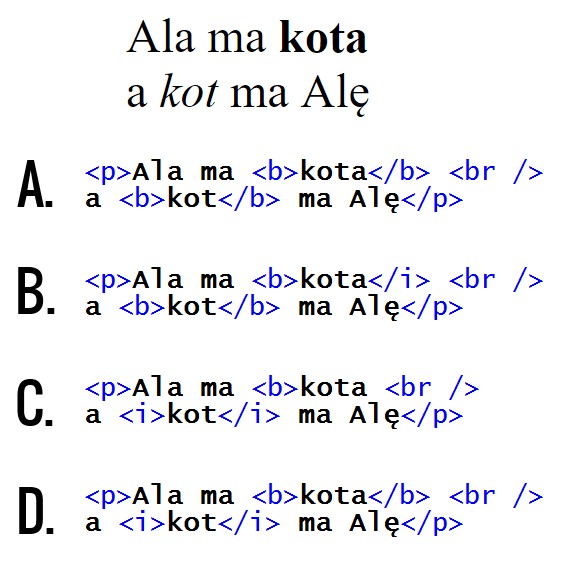 Ala ma kota
a kot ma Alę
A. <p>Ala ma <b>kota</b> <br />
a <b>kot</b> ma Alę</p>
B. <p>Ala ma <b>kota</i> <br />
a <b>kot</b> ma Alę</p>
C. <p>Ala ma <b>kota <br />
a <i>kot</i> ma Alę</p>
D. <p>Ala ma <b>kota</b> <br />
a <i>kot</i> ma Alę</p>